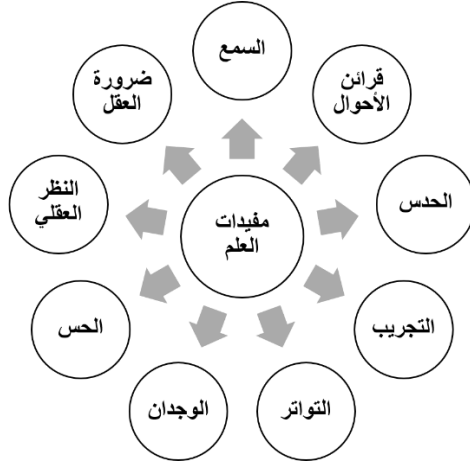 السمع
قرائن
الأحوال
الحدس
التجريب
التواتر
الوجدان
الحس
النظر
العقلي
ضرورة
العقل
مفيدات
العلم